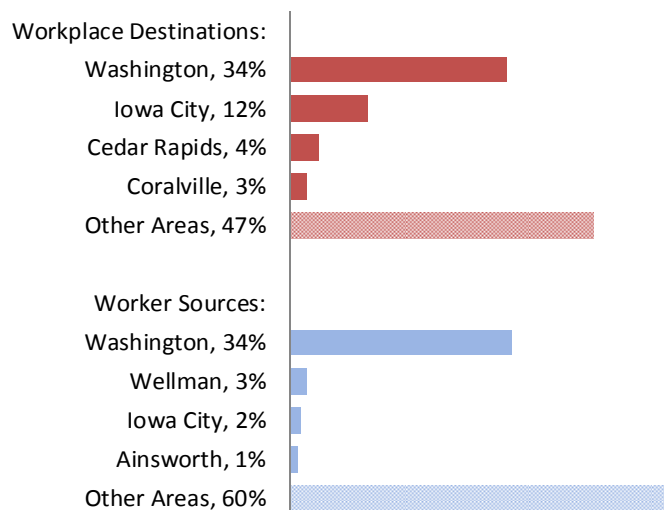 Workplace Destinations:
Washington, 34%
Iowa City, 12%
Cedar Rapids, 4%
Coralville, 3%
Other Areas, 47%
Worker Sources:
Washington, 34%
Wellman, 3%
Iowa City, 2%
Ainsworth, 1%
Other Areas, 60%